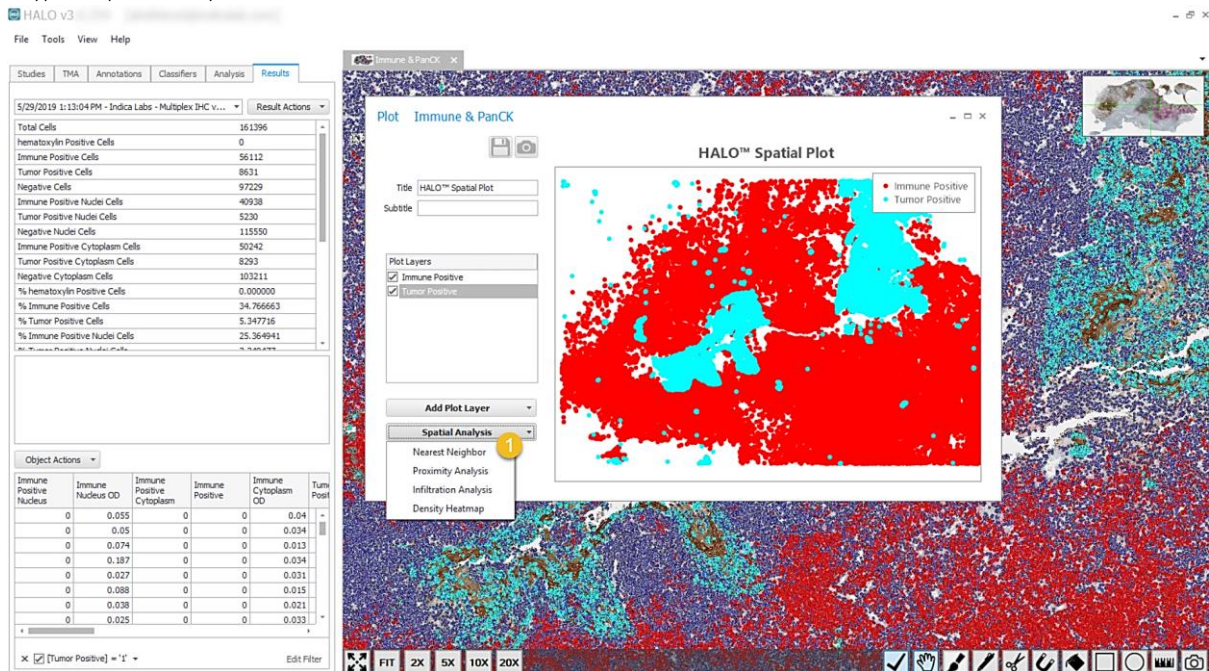 HALO v3
File Tools View Help
Studies TMA Annotations Classifiers Analysis Results
5/29/2019 1:13:04 PM - Indica Labs - Multiplex IHC v... Result Actions
Total Cells 161396
hematoxylin Positive Cells 0
Immune Positive Cells 56112
Tumor Positive Cells 8631
Negative Cells 97229
Immune Positive Nuclei Cells 40938
Tumor Positive Nuclei Cells 5230
Negative Nuclei Cells 115550
Immune Positive Cytoplasm Cells 50242
Tumor Positive Cytoplasm Cells 8293
Negative Cytoplasm Cells 103211
% hematoxylin Positive Cells 0.000000
% Immune Positive Cells 34.766663
% Tumor Positive Cells 5.347716
% Immune Positive Nuclei Cells 25.364941
Object Actions
Immune Positive Nucleus Immune Nucleus OD Immune Positive Cytoplasm Immune Positive Immune Cytoplasm OD
0 0.055 0 0 0.04
0 0.05 0 0 0.034
0 0.074 0 0 0.013
0 0.187 0 0 0.034
0 0.027 0 0 0.031
0 0.088 0 0 0.015
0 0.038 0 0 0.021
0 0.025 0 0 0.033
[Tumor Positive] = '1' Edit Filter
Immune & PanCK
Plot Immune & PanCK
Title HALO™ Spatial Plot
Subtitle
Plot Layers
Immune Positive
Tumor Positive
Add Plot Layer
Spatial Analysis
1
Nearest Neighbor
Proximity Analysis
Infiltration Analysis
Density Heatmap
HALO™ Spatial Plot
Immune Positive
Tumor Positive
FIT 2X 5X 10X 20X